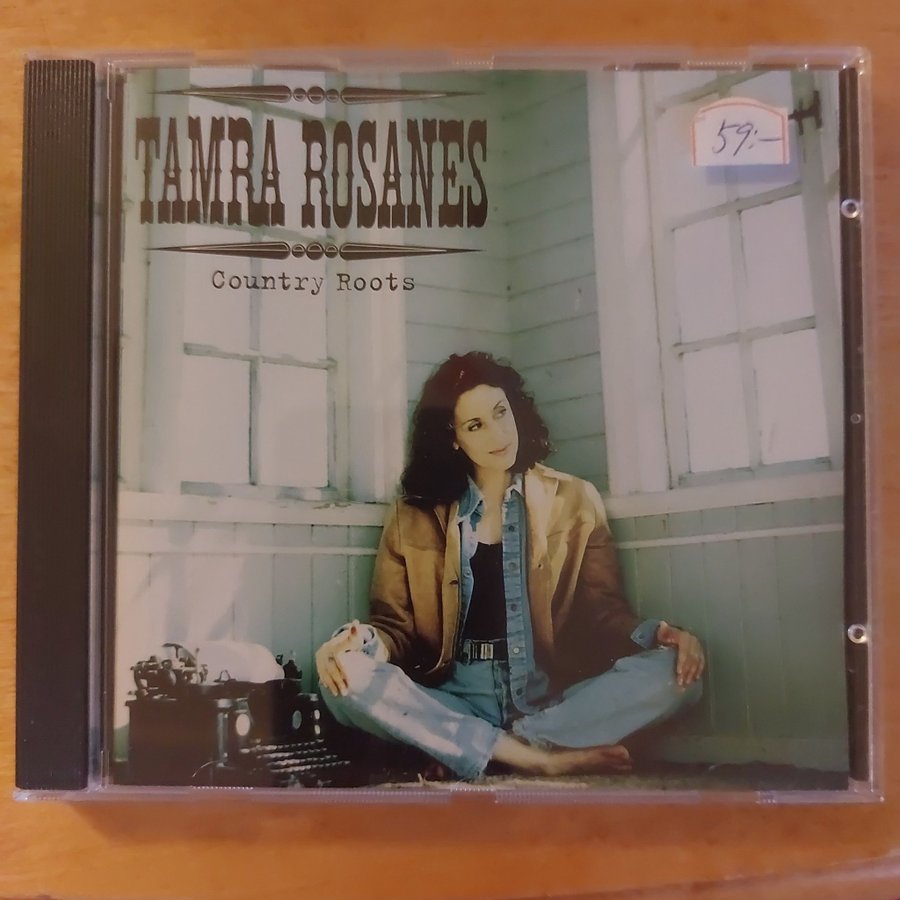 TAMRA ROSANES
Country Roots
59:-